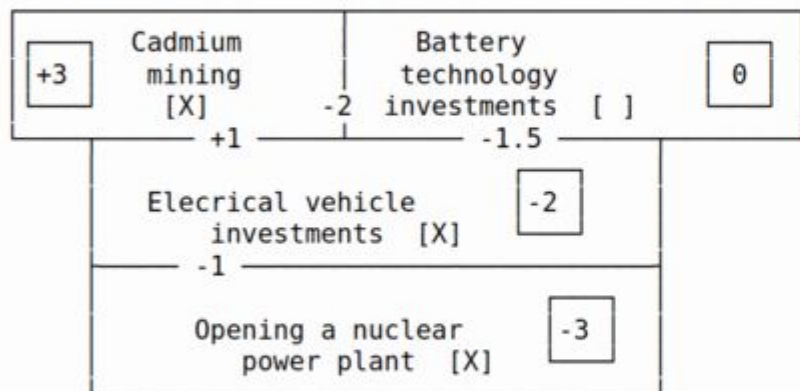 Cadmium Battery
+3 mining technology 0
[X] -2 investments [ ]
+1 -1.5
Elecrical vehicle -2
investments [X]
-1
Opening a nuclear -3
power plant [X]